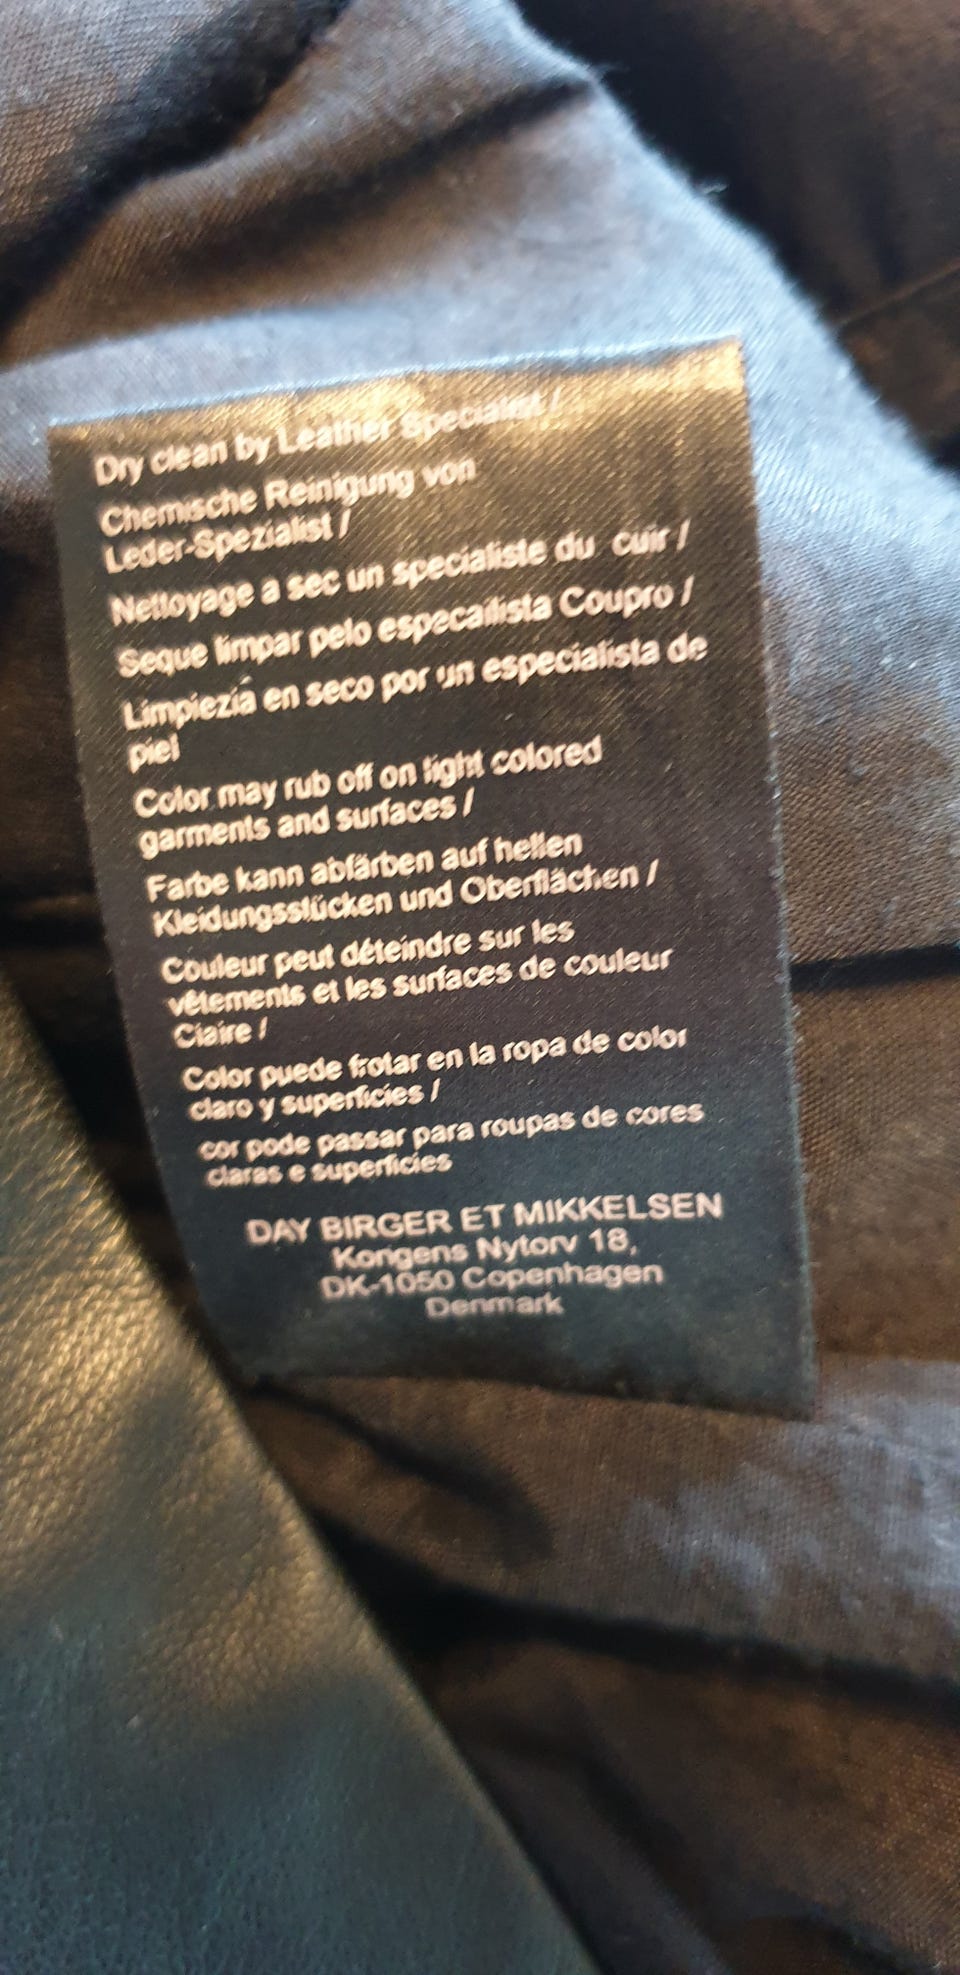 Dry clean by Leather Specialist /
Chemische Reinigung von
Leder-Spezialist /
Nettoyage a sec un specialiste du cuir /
Seque limpar pelo especailista Coupro /
Limpieziá en seco por un especialista de
piel
Color may rub off on light colored
garments and surfaces /
Farbe kann abfärben auf hellen
Kleidungsstücken und Oberflächen /
Couleur peut déteindre sur les
vêtements et les surfaces de couleur
Claire /
Color puede frotar en la ropa de color
claro y superficies /
cor pode passar para roupas de cores
claras e superficies
DAY BIRGER ET MIKKELSEN
Kongens Nytorv 18,
DK-1050 Copenhagen
Denmark